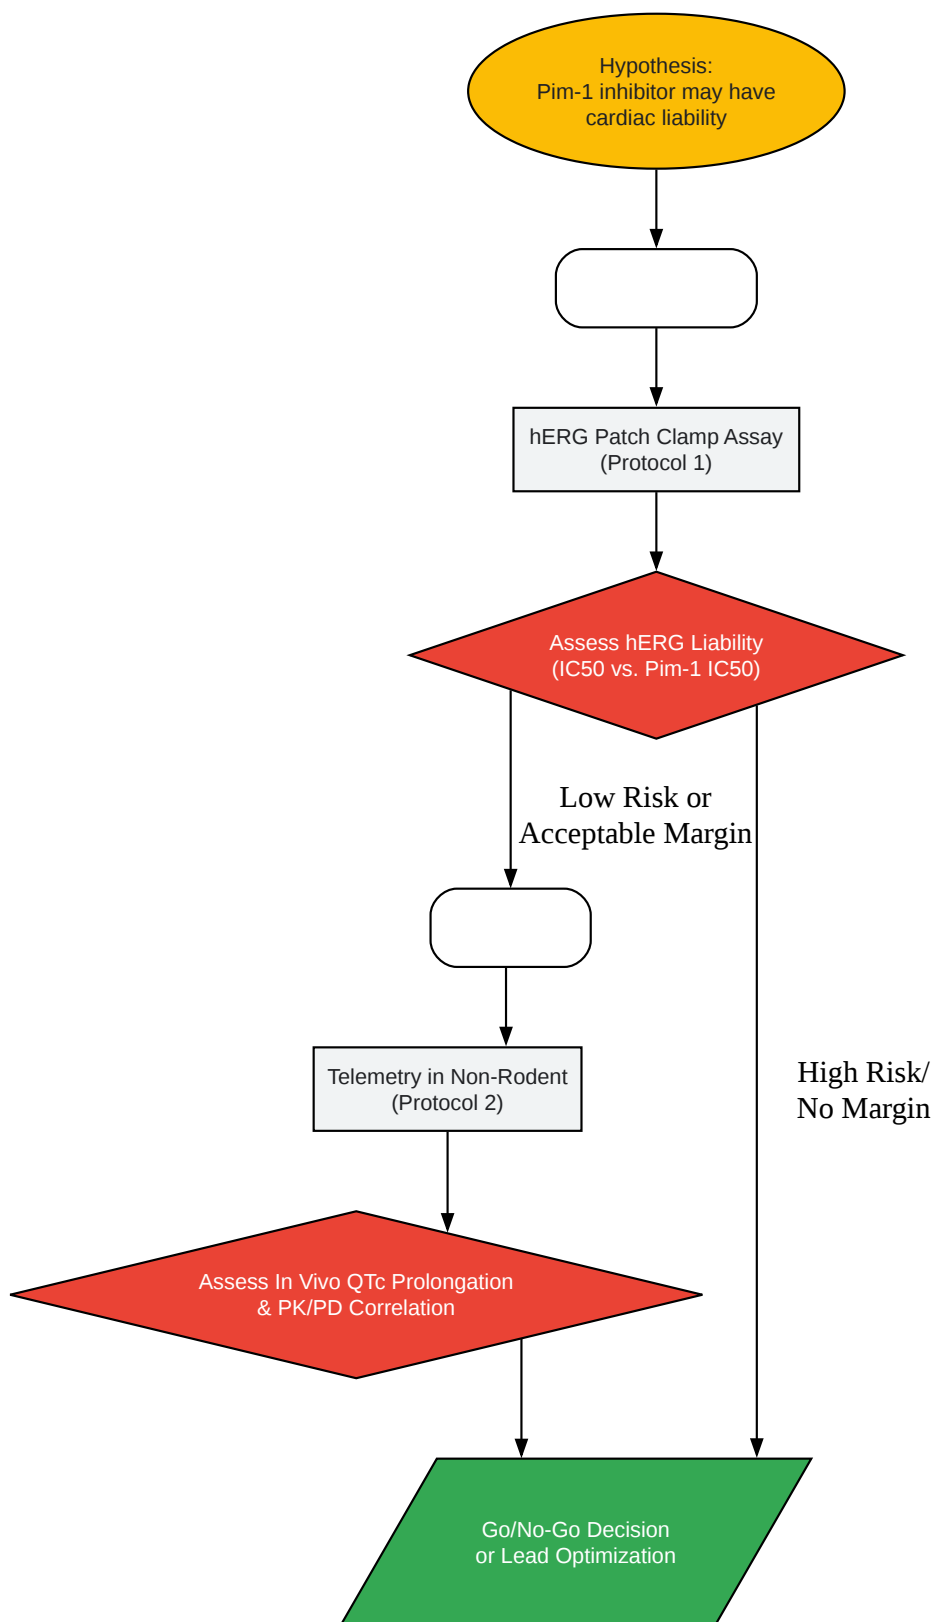 Hypothesis:
Pim-1 inhibitor may have
cardiac liability
hERG Patch Clamp Assay
(Protocol 1)
Assess hERG Liability
(IC50 vs. Pim-1 IC50)
Low Risk or
Acceptable Margin
Telemetry in Non-Rodent
(Protocol 2)
High Risk/
No Margin
Assess In Vivo QTc Prolongation
& PK/PD Correlation
Go/No-Go Decision
or Lead Optimization